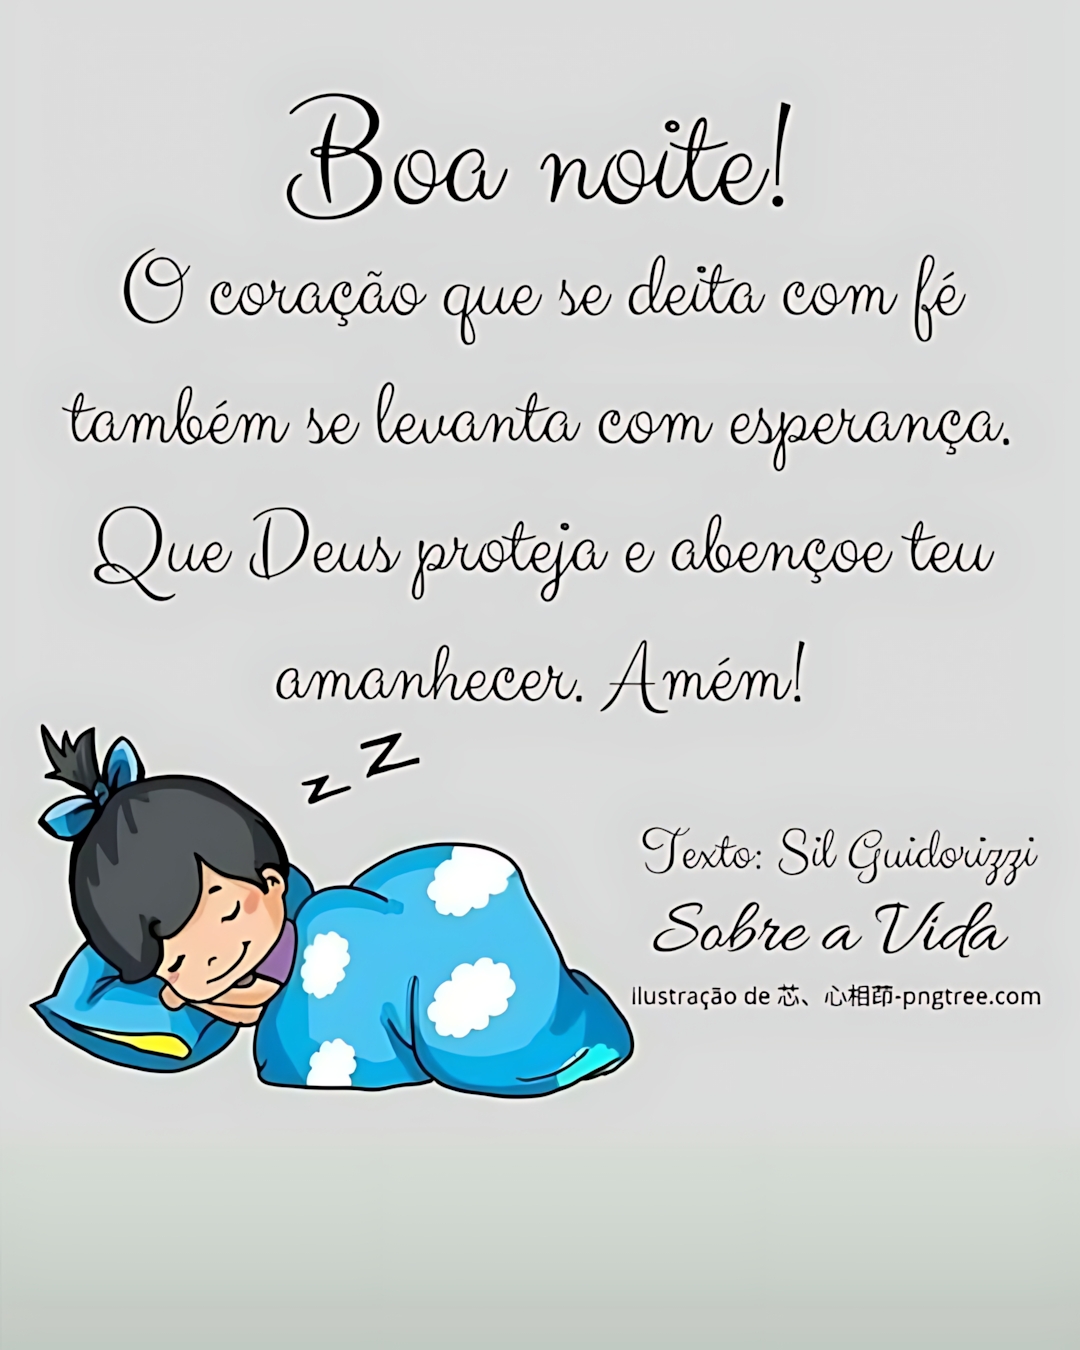 Boa noite!
O coração que se deita com fé
também se levanta com esperança.
Que Deus proteja e abençoe teu
amanhecer. Amém!
z Z
Texto: Sil Guidorizzi
Sobre a Vida
ilustração de 芯、心相茚-pngtree.com